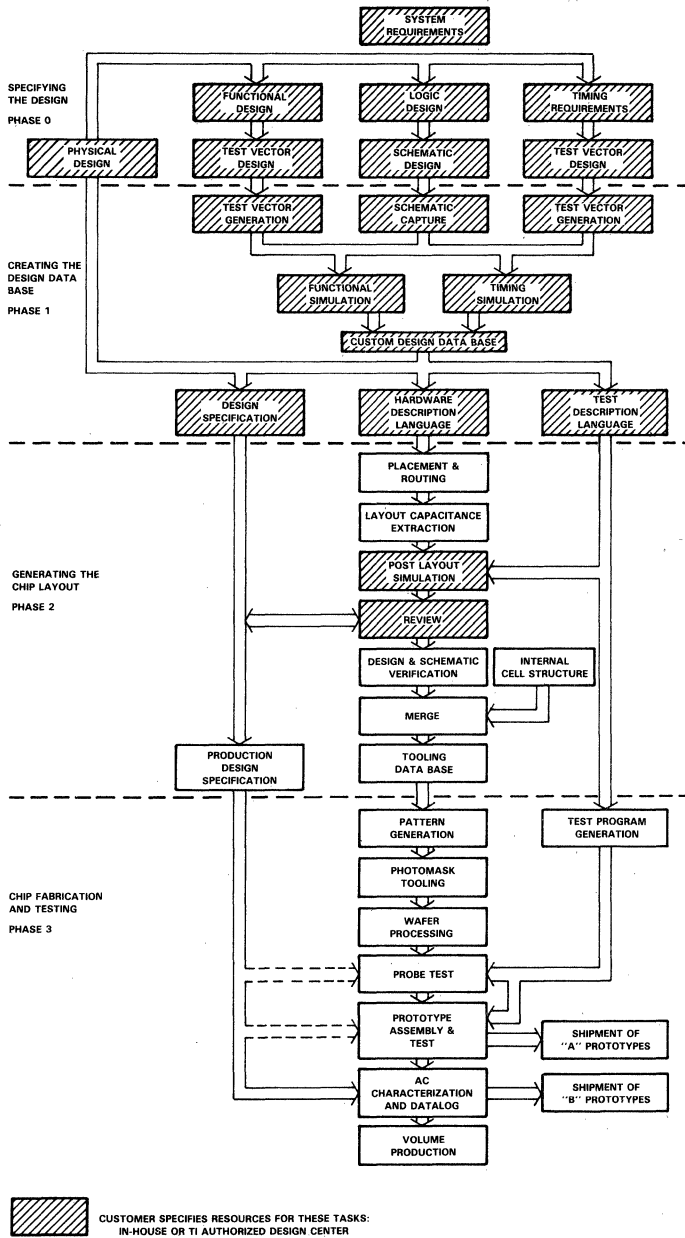 SYSTEM
REQUIREMENTS
SPECIFYING
THE DESIGN
PHASE 0
FUNCTIONAL
DESIGN
LOGIC
DESIGN
TIMING
REQUIREMENTS
PHYSICAL
DESIGN
TEST VECTOR
DESIGN
SCHEMATIC
DESIGN
TEST VECTOR
DESIGN
TEST VECTOR
GENERATION
SCHEMATIC
CAPTURE
TEST VECTOR
GENERATION
CREATING THE
DESIGN DATA
BASE
PHASE 1
FUNCTIONAL
SIMULATION
TIMING
SIMULATION
CUSTOM DESIGN DATA BASE
DESIGN
SPECIFICATION
HARDWARE
DESCRIPTION
LANGUAGE
TEST
DESCRIPTION
LANGUAGE
PLACEMENT &
ROUTING
LAYOUT CAPACITANCE
EXTRACTION
GENERATING THE
CHIP LAYOUT
PHASE 2
POST LAYOUT
SIMULATION
REVIEW
DESIGN & SCHEMATIC
VERIFICATION
INTERNAL
CELL STRUCTURE
MERGE
PRODUCTION
DESIGN
SPECIFICATION
TOOLING
DATA BASE
PATTERN
GENERATION
TEST PROGRAM
GENERATION
PHOTOMASK
TOOLING
CHIP FABRICATION
AND TESTING
PHASE 3
WAFER
PROCESSING
PROBE TEST
PROTOTYPE
ASSEMBLY &
TEST
SHIPMENT OF
"A" PROTOTYPES
AC
CHARACTERIZATION
AND DATALOG
SHIPMENT OF
"B" PROTOTYPES
VOLUME
PRODUCTION
CUSTOMER SPECIFIES RESOURCES FOR THESE TASKS:
IN-HOUSE OR TI AUTHORIZED DESIGN CENTER